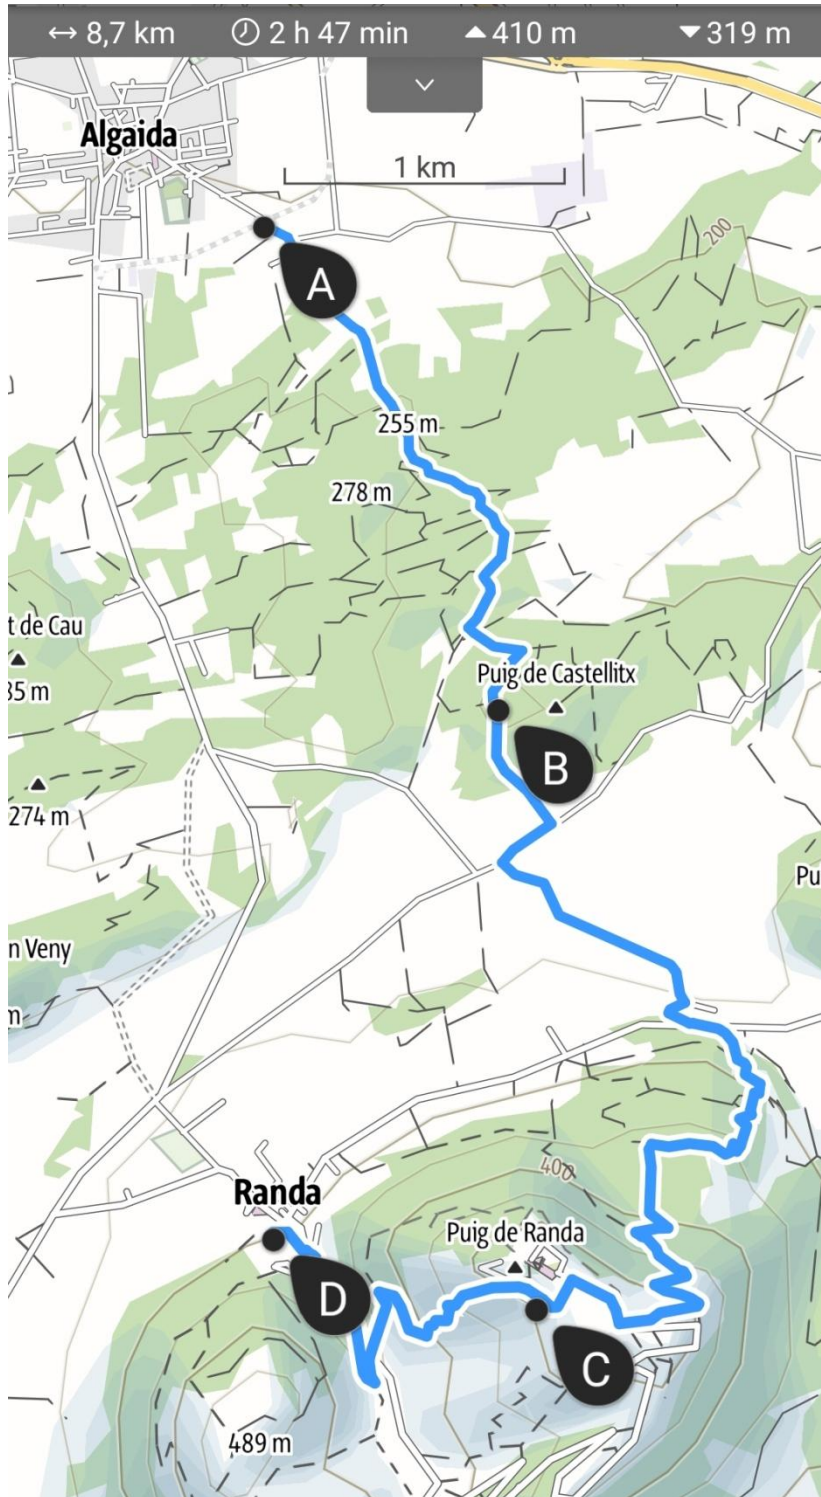 8,7 km 2 h 47 min 410 m 319 m
Algaida
1 km
200
A
255 m
278 m
t de Cau
35 m
Puig de Castellitx
B
274 m
Pu
n Veny
m
400
Randa
Puig de Randa
D
C
489 m